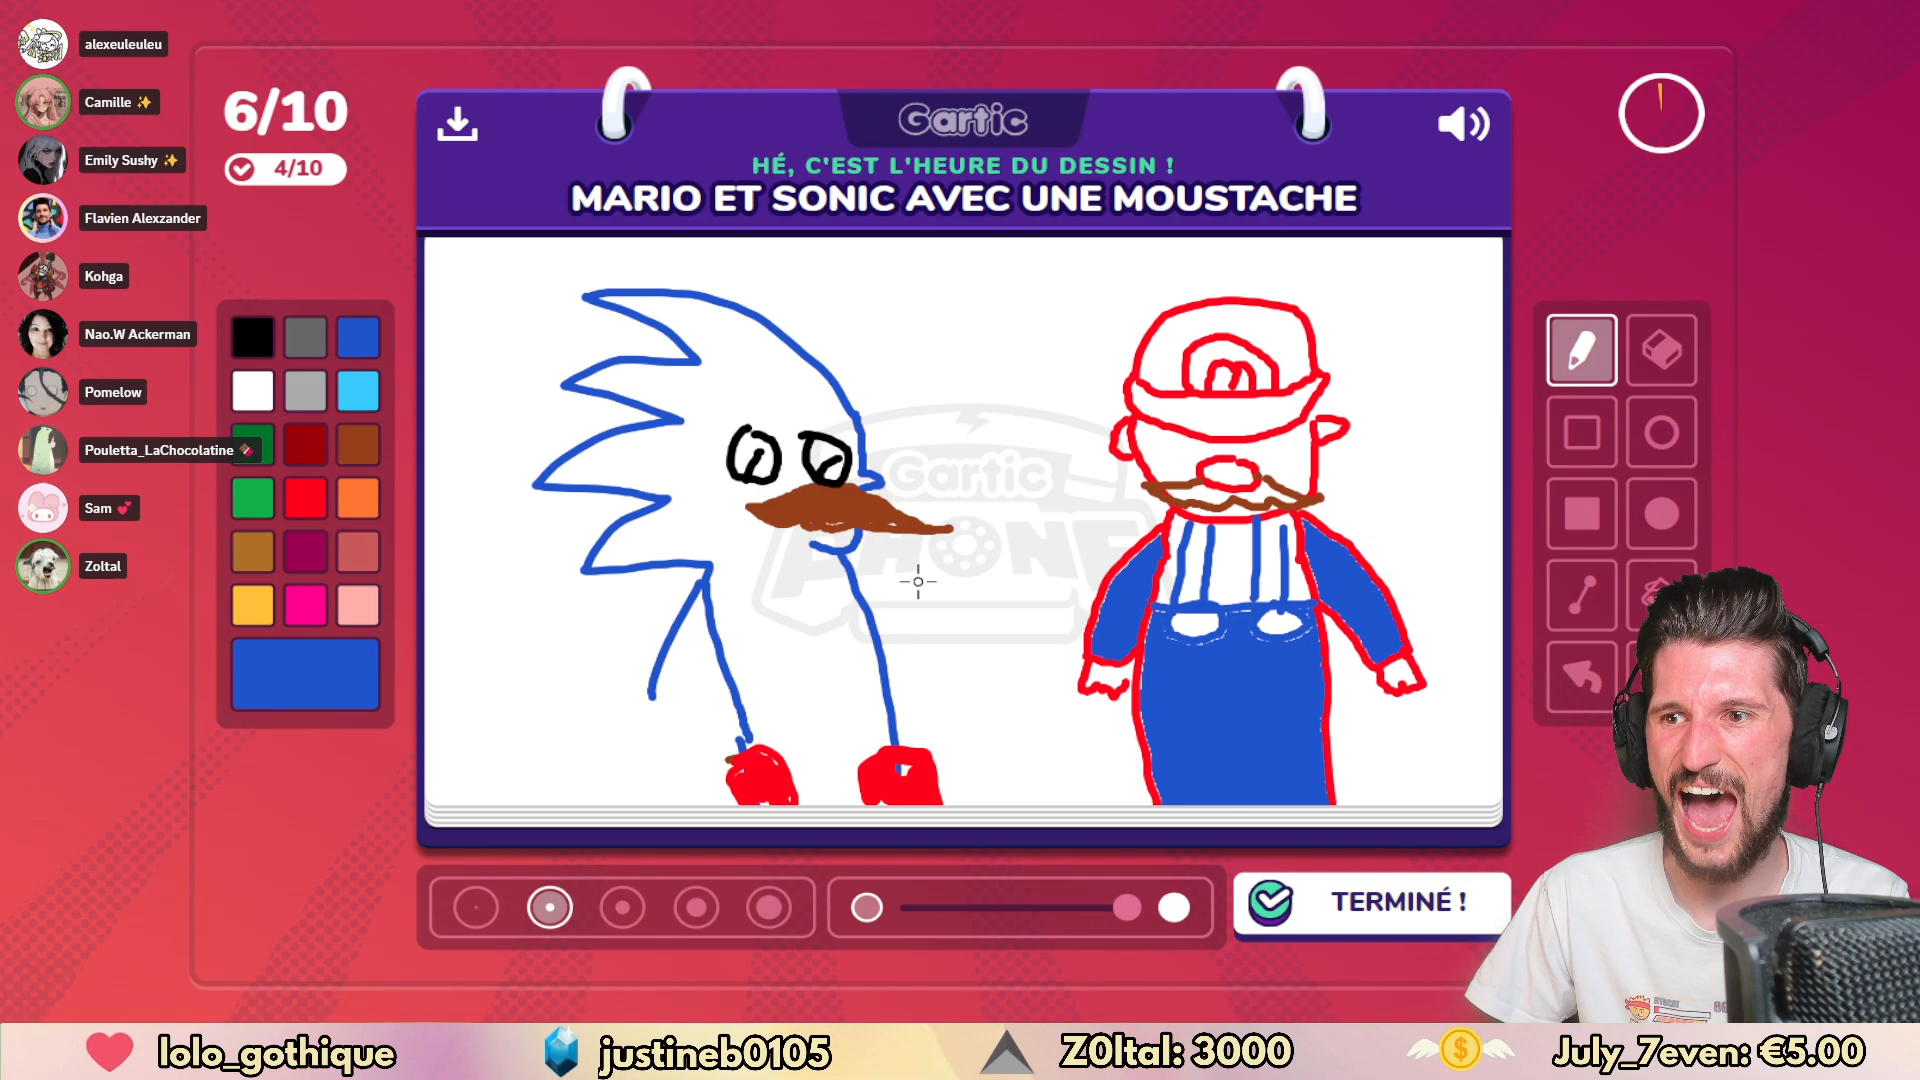 alexeuleuleu
Camille
Emily Sushy
Flavien Alexzander
Kohga
Nao.W Ackerman
Pomelow
Pouletta_LaChocolatine
Sam
Zoltal
6/10
4/10
Gartic
HÉ, C'EST L'HEURE DU DESSIN !
MARIO ET SONIC AVEC UNE MOUSTACHE
Gartic
PHONE
TERMINÉ !
lolo_gothique
justineb0105
Z0ltal: 3000
July_7even: €5.00